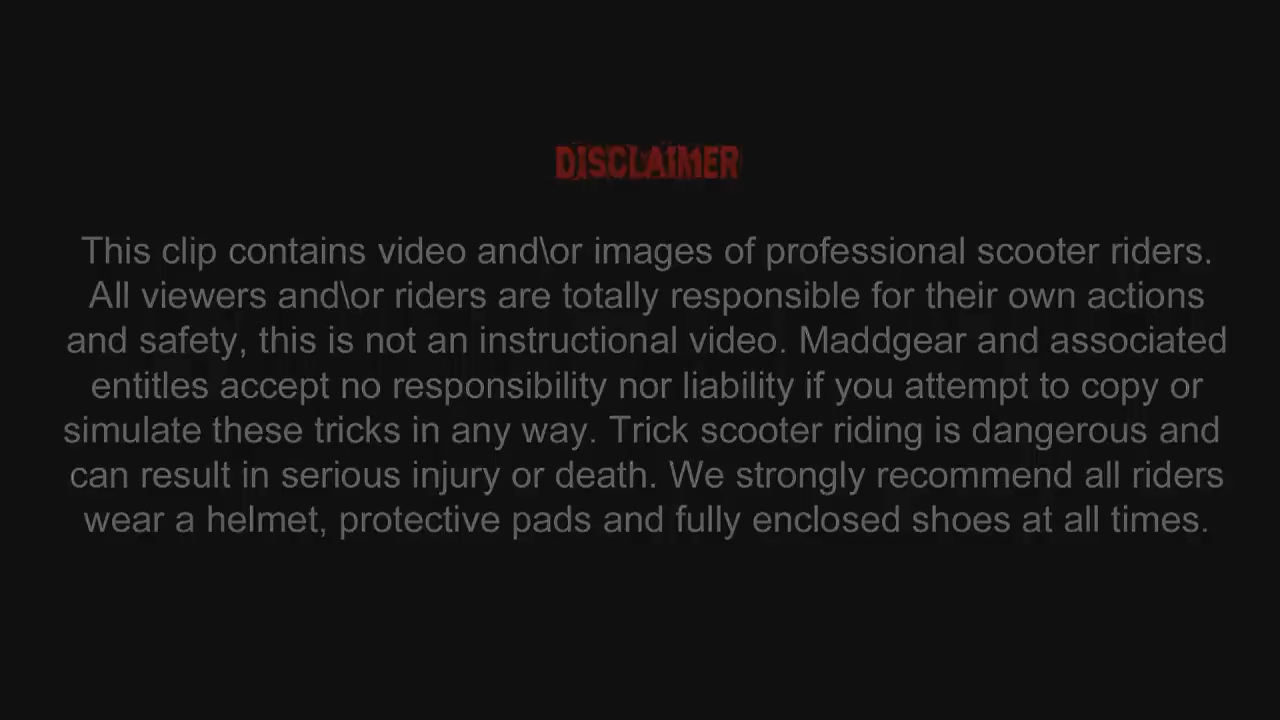 DISCLAIMER
This clip contains video and\or images of professional scooter riders.
All viewers and\or riders are totally responsible for their own actions
and safety, this is not an instructional video. Maddgear and associated
entitles accept no responsibility nor liability if you attempt to copy or
simulate these tricks in any way. Trick scooter riding is dangerous and
can result in serious injury or death. We strongly recommend all riders
wear a helmet, protective pads and fully enclosed shoes at all times.